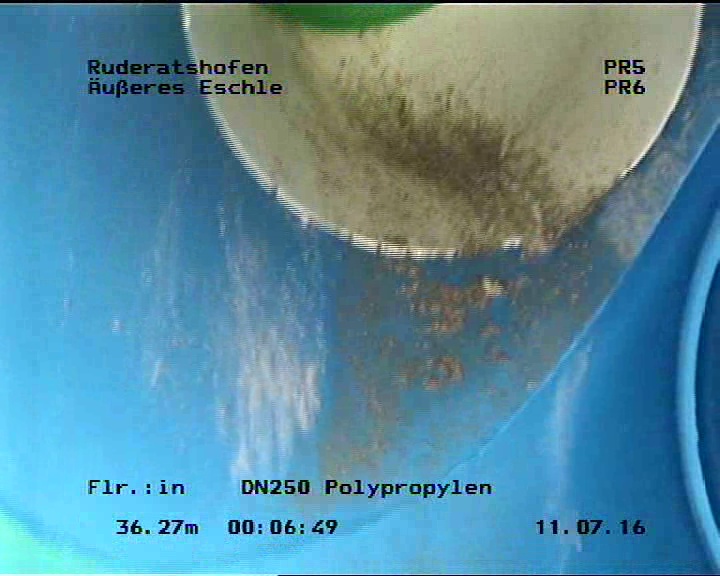 Ruderatshofen PR5
Äußeres Eschle PR6
Flr.:in DN250 Polypropylen
36.27m 00:06:49 11.07.16